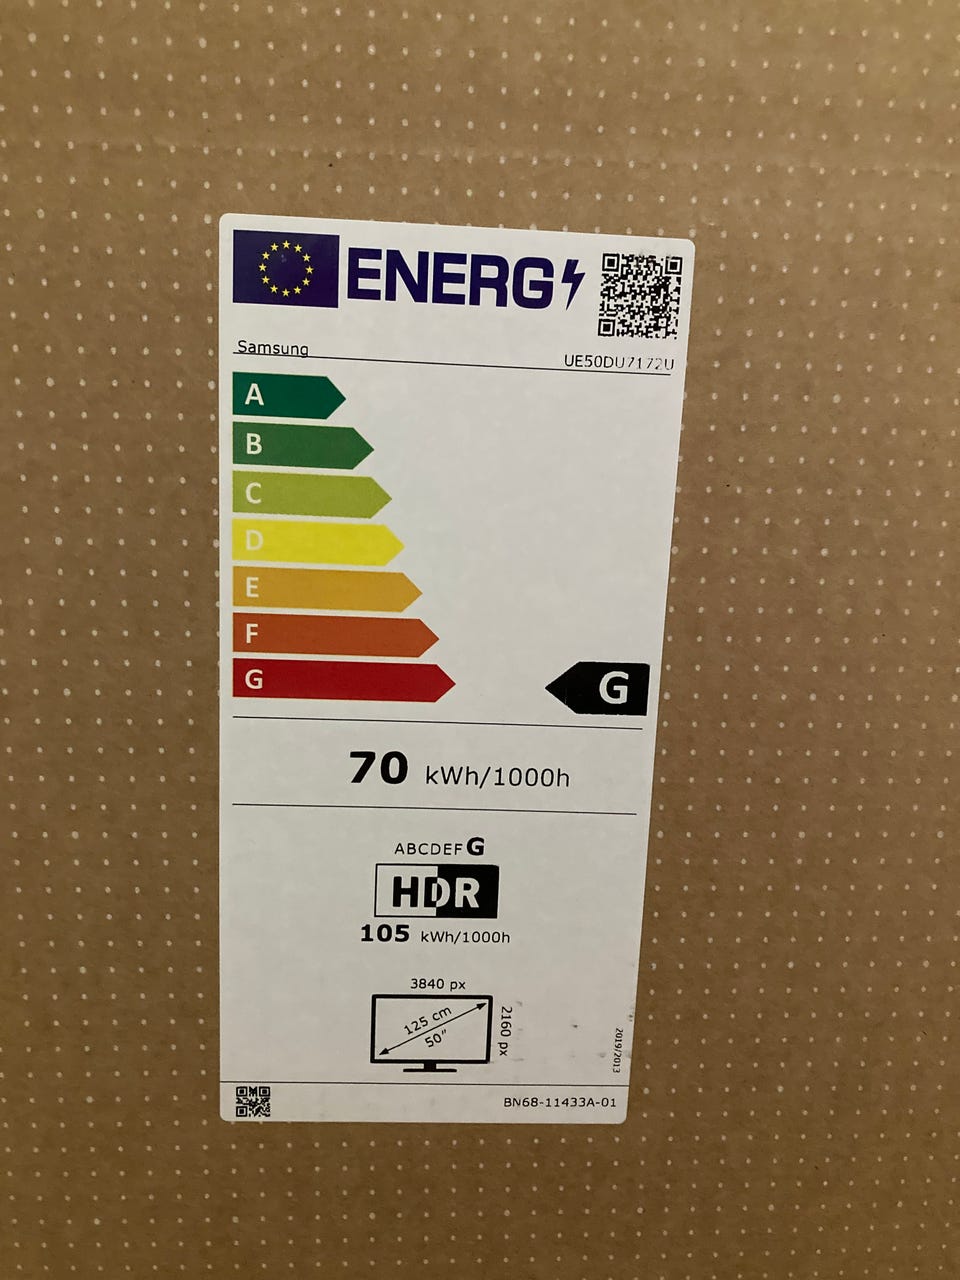 ENERG
Samsung
UE50DU7172U
A
B
C
D
E
F
G
G
70 kWh/1000h
ABCDEFG
HDR
105 kWh/1000h
3840 px
125 cm
50"
2160 px
2019/2013
BN68-11433A-01